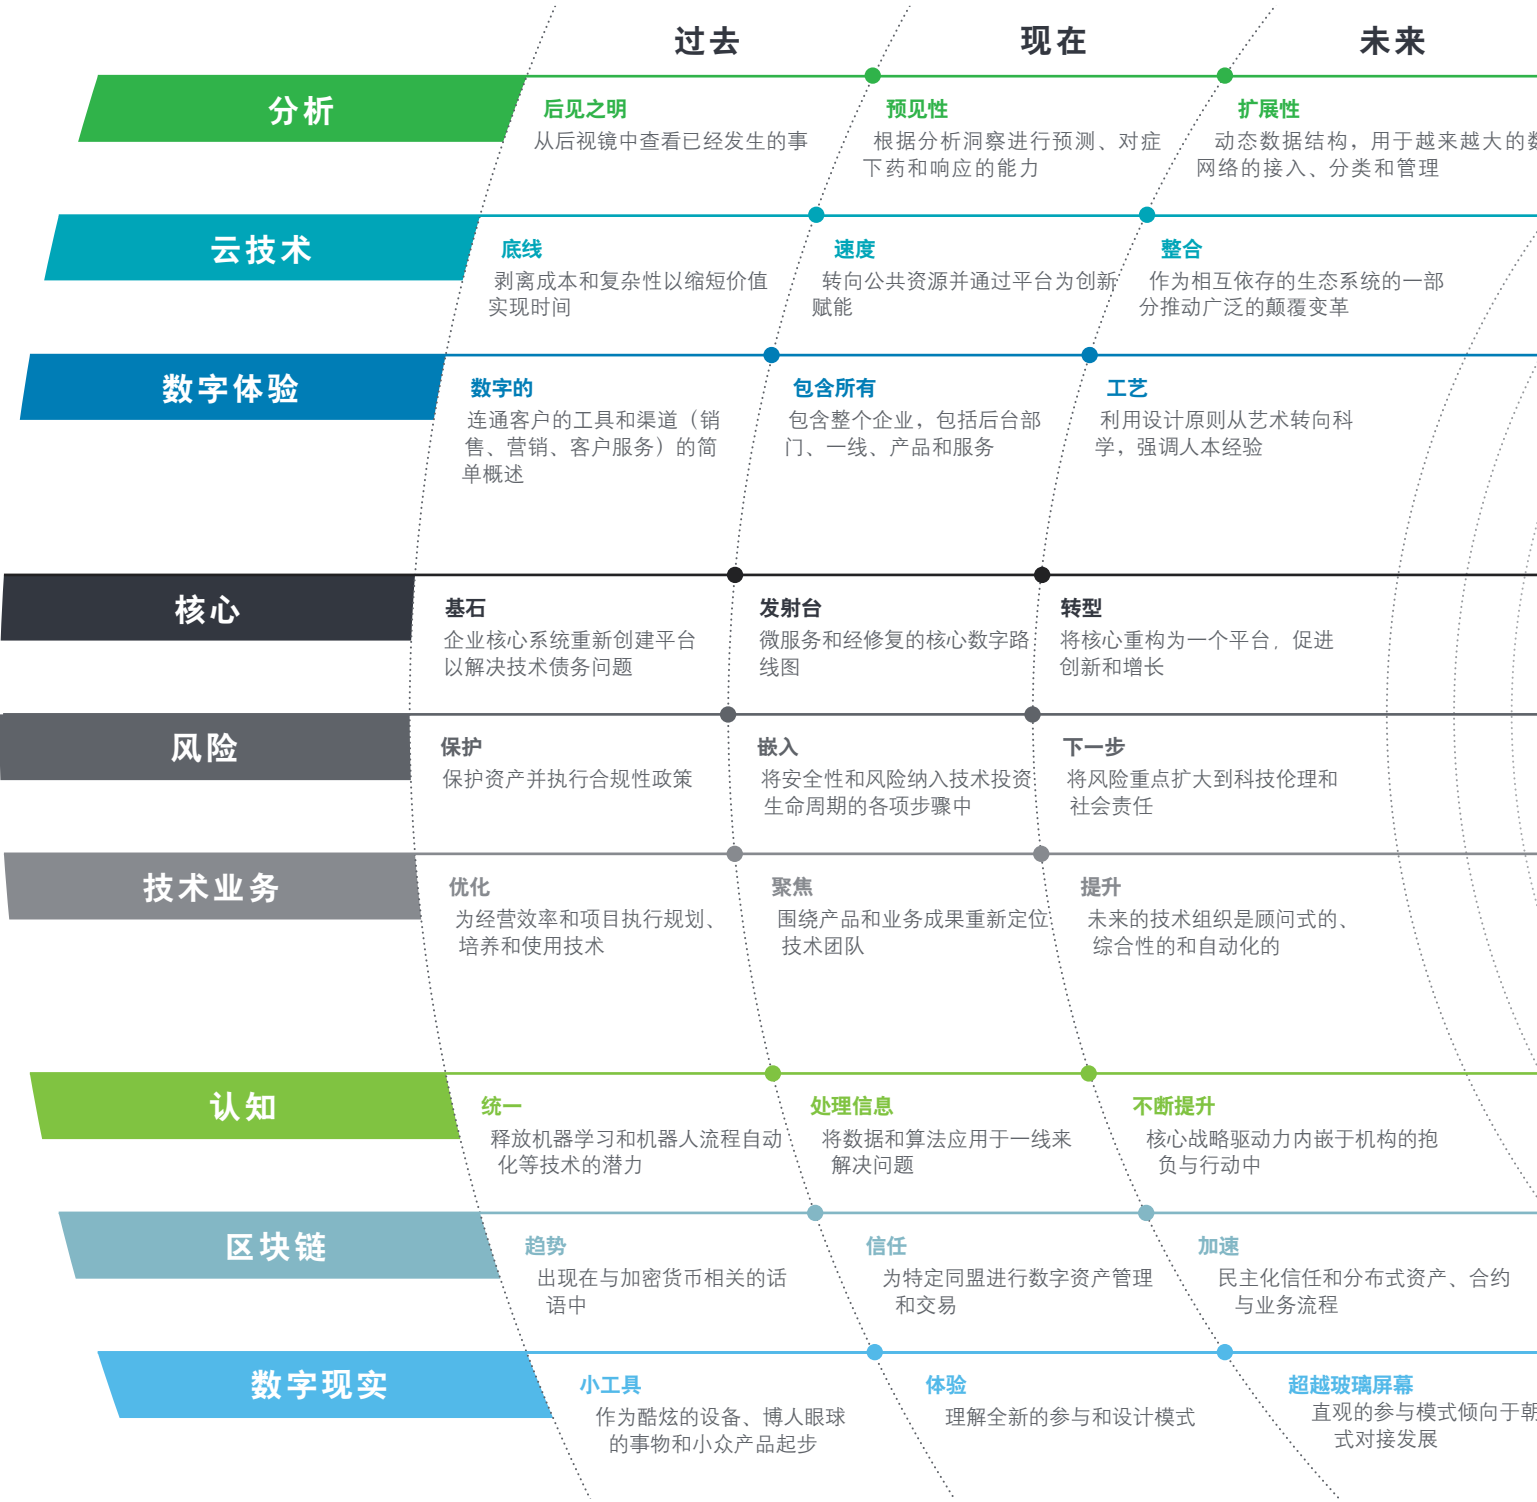 过去
现在
未来
分析
后见之明
从后视镜中查看已经发生的事
预见性
根据分析洞察进行预测、对症
下药和响应的能力
扩展性
动态数据结构，用于越来越大的数
网络的接入、分类和管理
云技术
底线
剥离成本和复杂性以缩短价值
实现时间
速度
转向公共资源并通过平台为创新
赋能
整合
作为相互依存的生态系统的一部
分推动广泛的颠覆变革
数字体验
数字的
连通客户的工具和渠道（销
售、营销、客户服务）的简
单概述
包含所有
包含整个企业，包括后台部
门、一线、产品和服务
工艺
利用设计原则从艺术转向科
学，强调人本经验
核心
基石
企业核心系统重新创建平台
以解决技术债务问题
发射台
微服务和经修复的核心数字路
线图
转型
将核心重构为一个平台，促进
创新和增长
风险
保护
保护资产并执行合规性政策
嵌入
将安全性和风险纳入技术投资
生命周期的各项步骤中
下一步
将风险重点扩大到科技伦理和
社会责任
技术业务
优化
为经营效率和项目执行规划、
培养和使用技术
聚焦
围绕产品和业务成果重新定位
技术团队
提升
未来的技术组织是顾问式的、
综合性的和自动化的
认知
统一
释放机器学习和机器人流程自动
化等技术的潜力
处理信息
将数据和算法应用于一线来
解决问题
不断提升
核心战略驱动力内嵌于机构的抱
负与行动中
区块链
趋势
出现在与加密货币相关的话
语中
信任
为特定同盟进行数字资产管理
和交易
加速
民主化信任和分布式资产、合约
与业务流程
数字现实
小工具
作为酷炫的设备、博人眼球
的事物和小众产品起步
体验
理解全新的参与和设计模式
超越玻璃屏幕
直观的参与模式倾向于朝
式对接发展